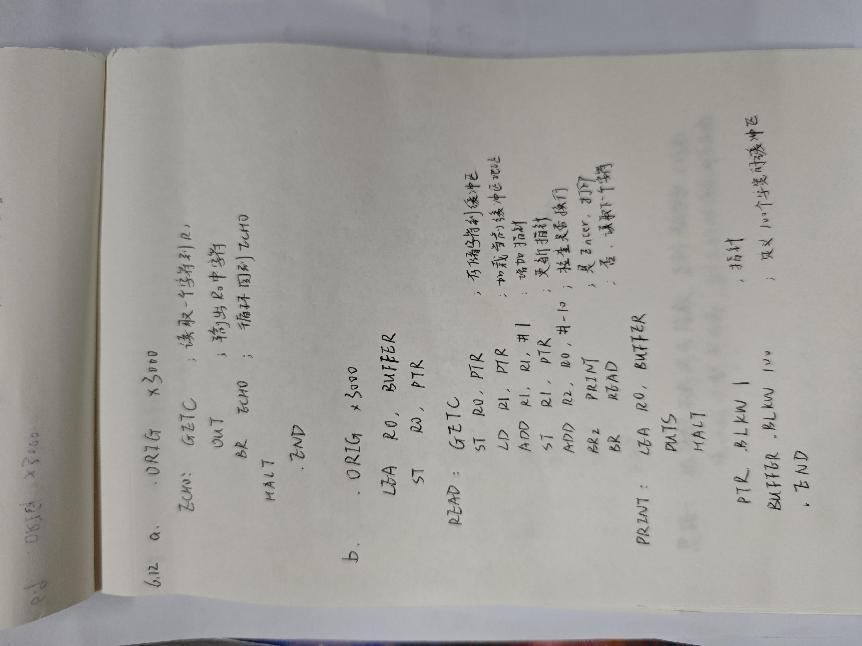 6.12 a. .ORIG x3000
ECHO: GETC ; 读取一个字符到R0
OUT ; 输出R0中字符
BR ECHO ; 循环回到ECHO
HALT
.END
b. .ORIG x3000
LEA R0, BUFFER
ST R0, PTR
READ: GETC
ST R0, PTR ; 存储字符到缓冲区
LD R1, PTR ; 加载当前缓冲区地址
ADD R1, R1, #1 ; 增加指针
ST R1, PTR ; 更新指针
ADD R2, R0, #-10 ; 检查是否换行
BRz PRINT ; 是Enter, 打印
BR READ ; 否, 读取下个字符
PRINT: LEA R0, BUFFER
PUTS
HALT
PTR .BLKW 1 ; 指针
BUFFER .BLKW 100 ; 定义100个字宽的缓冲区
.END